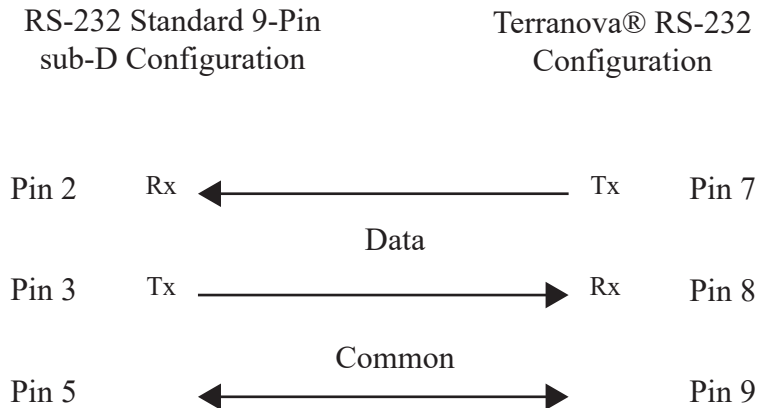 RS-232 Standard 9-Pin
sub-D Configuration
Terranova® RS-232
Configuration
Pin 2 Rx Tx Pin 7
Data
Pin 3 Tx Rx Pin 8
Common
Pin 5 Pin 9